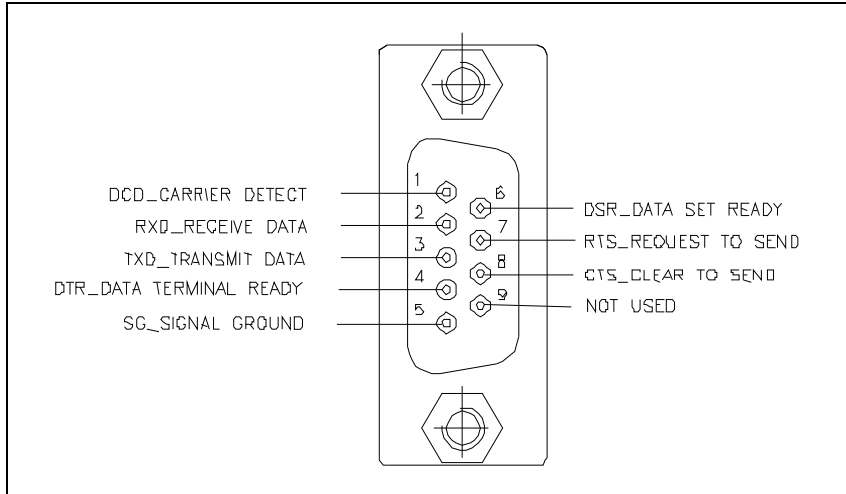 1
DCD_CARRIER DETECT
2
RXD_RECEIVE DATA
3
TXD_TRANSMIT DATA
4
DTR_DATA TERMINAL READY
5
SG_SIGNAL GROUND
6
DSR_DATA SET READY
7
RTS_REQUEST TO SEND
8
CTS_CLEAR TO SEND
9
NOT USED